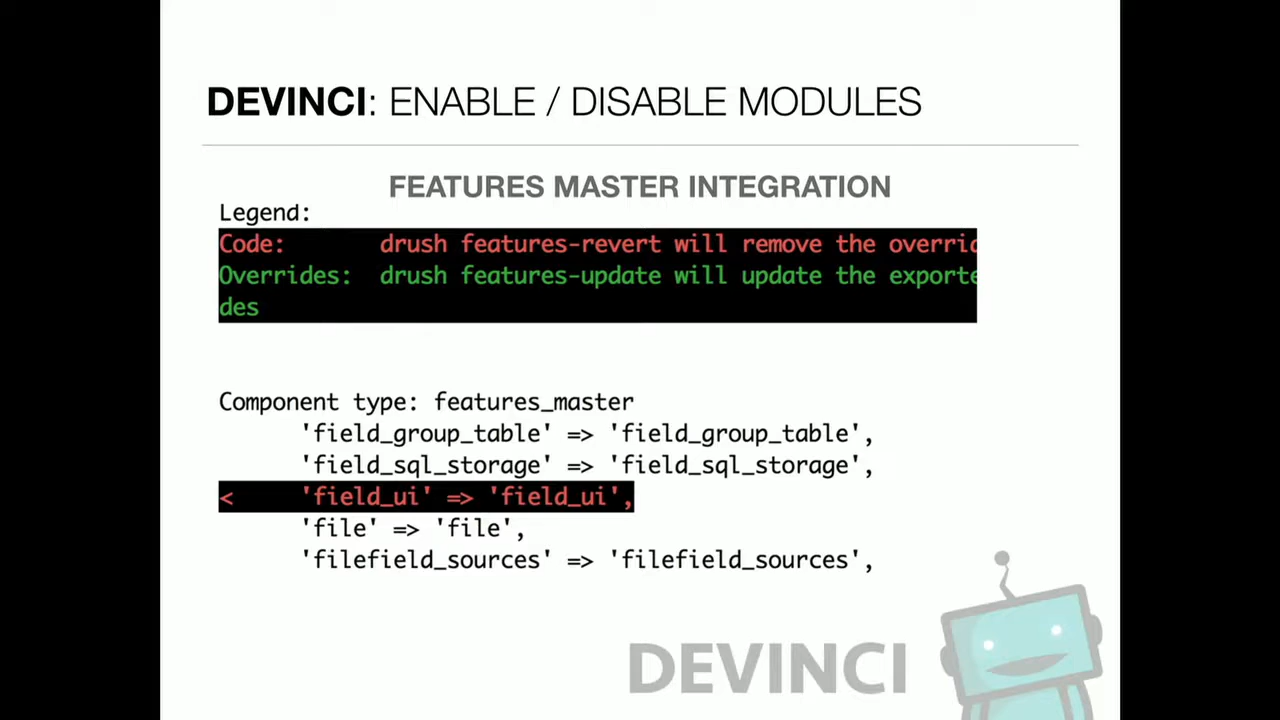 DEVINCI: ENABLE / DISABLE MODULES
FEATURES MASTER INTEGRATION
Legend:
Code: drush features-revert will remove the overrid
Overrides: drush features-update will update the exporte
des
Component type: features_master
'field_group_table' => 'field_group_table',
'field_sql_storage' => 'field_sql_storage',
< 'field_ui' => 'field_ui',
'file' => 'file',
'filefield_sources' => 'filefield_sources',
DEVINCI